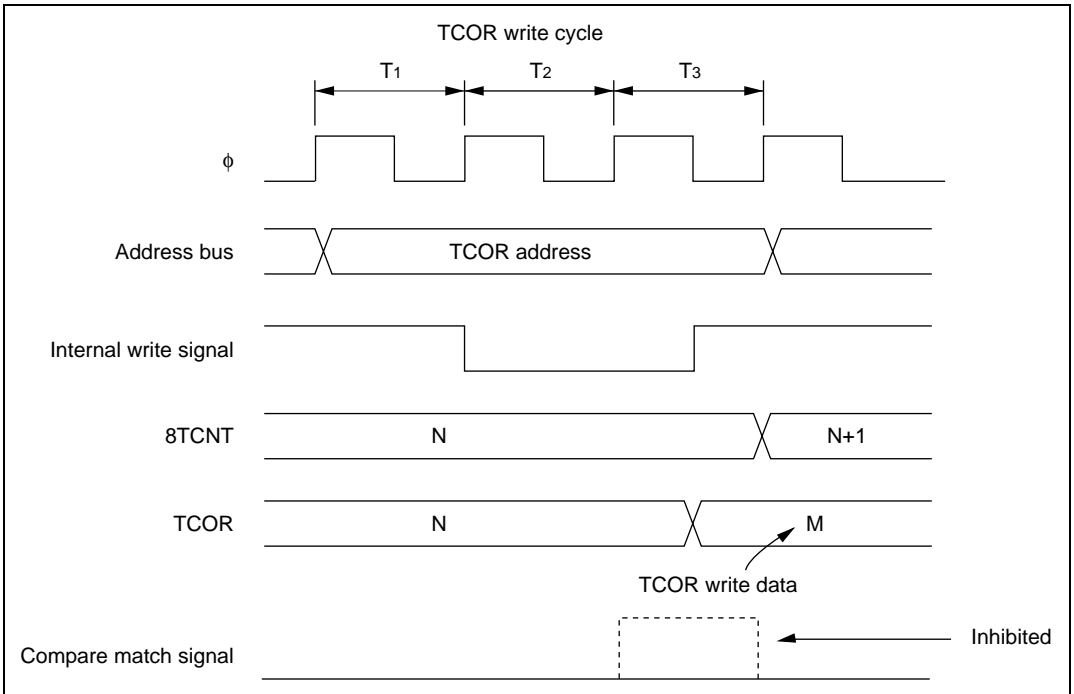 TCOR write cycle
T1 T2 T3
φ
Address bus TCOR address
Internal write signal
8TCNT N N+1
TCOR N M
TCOR write data
Inhibited
Compare match signal